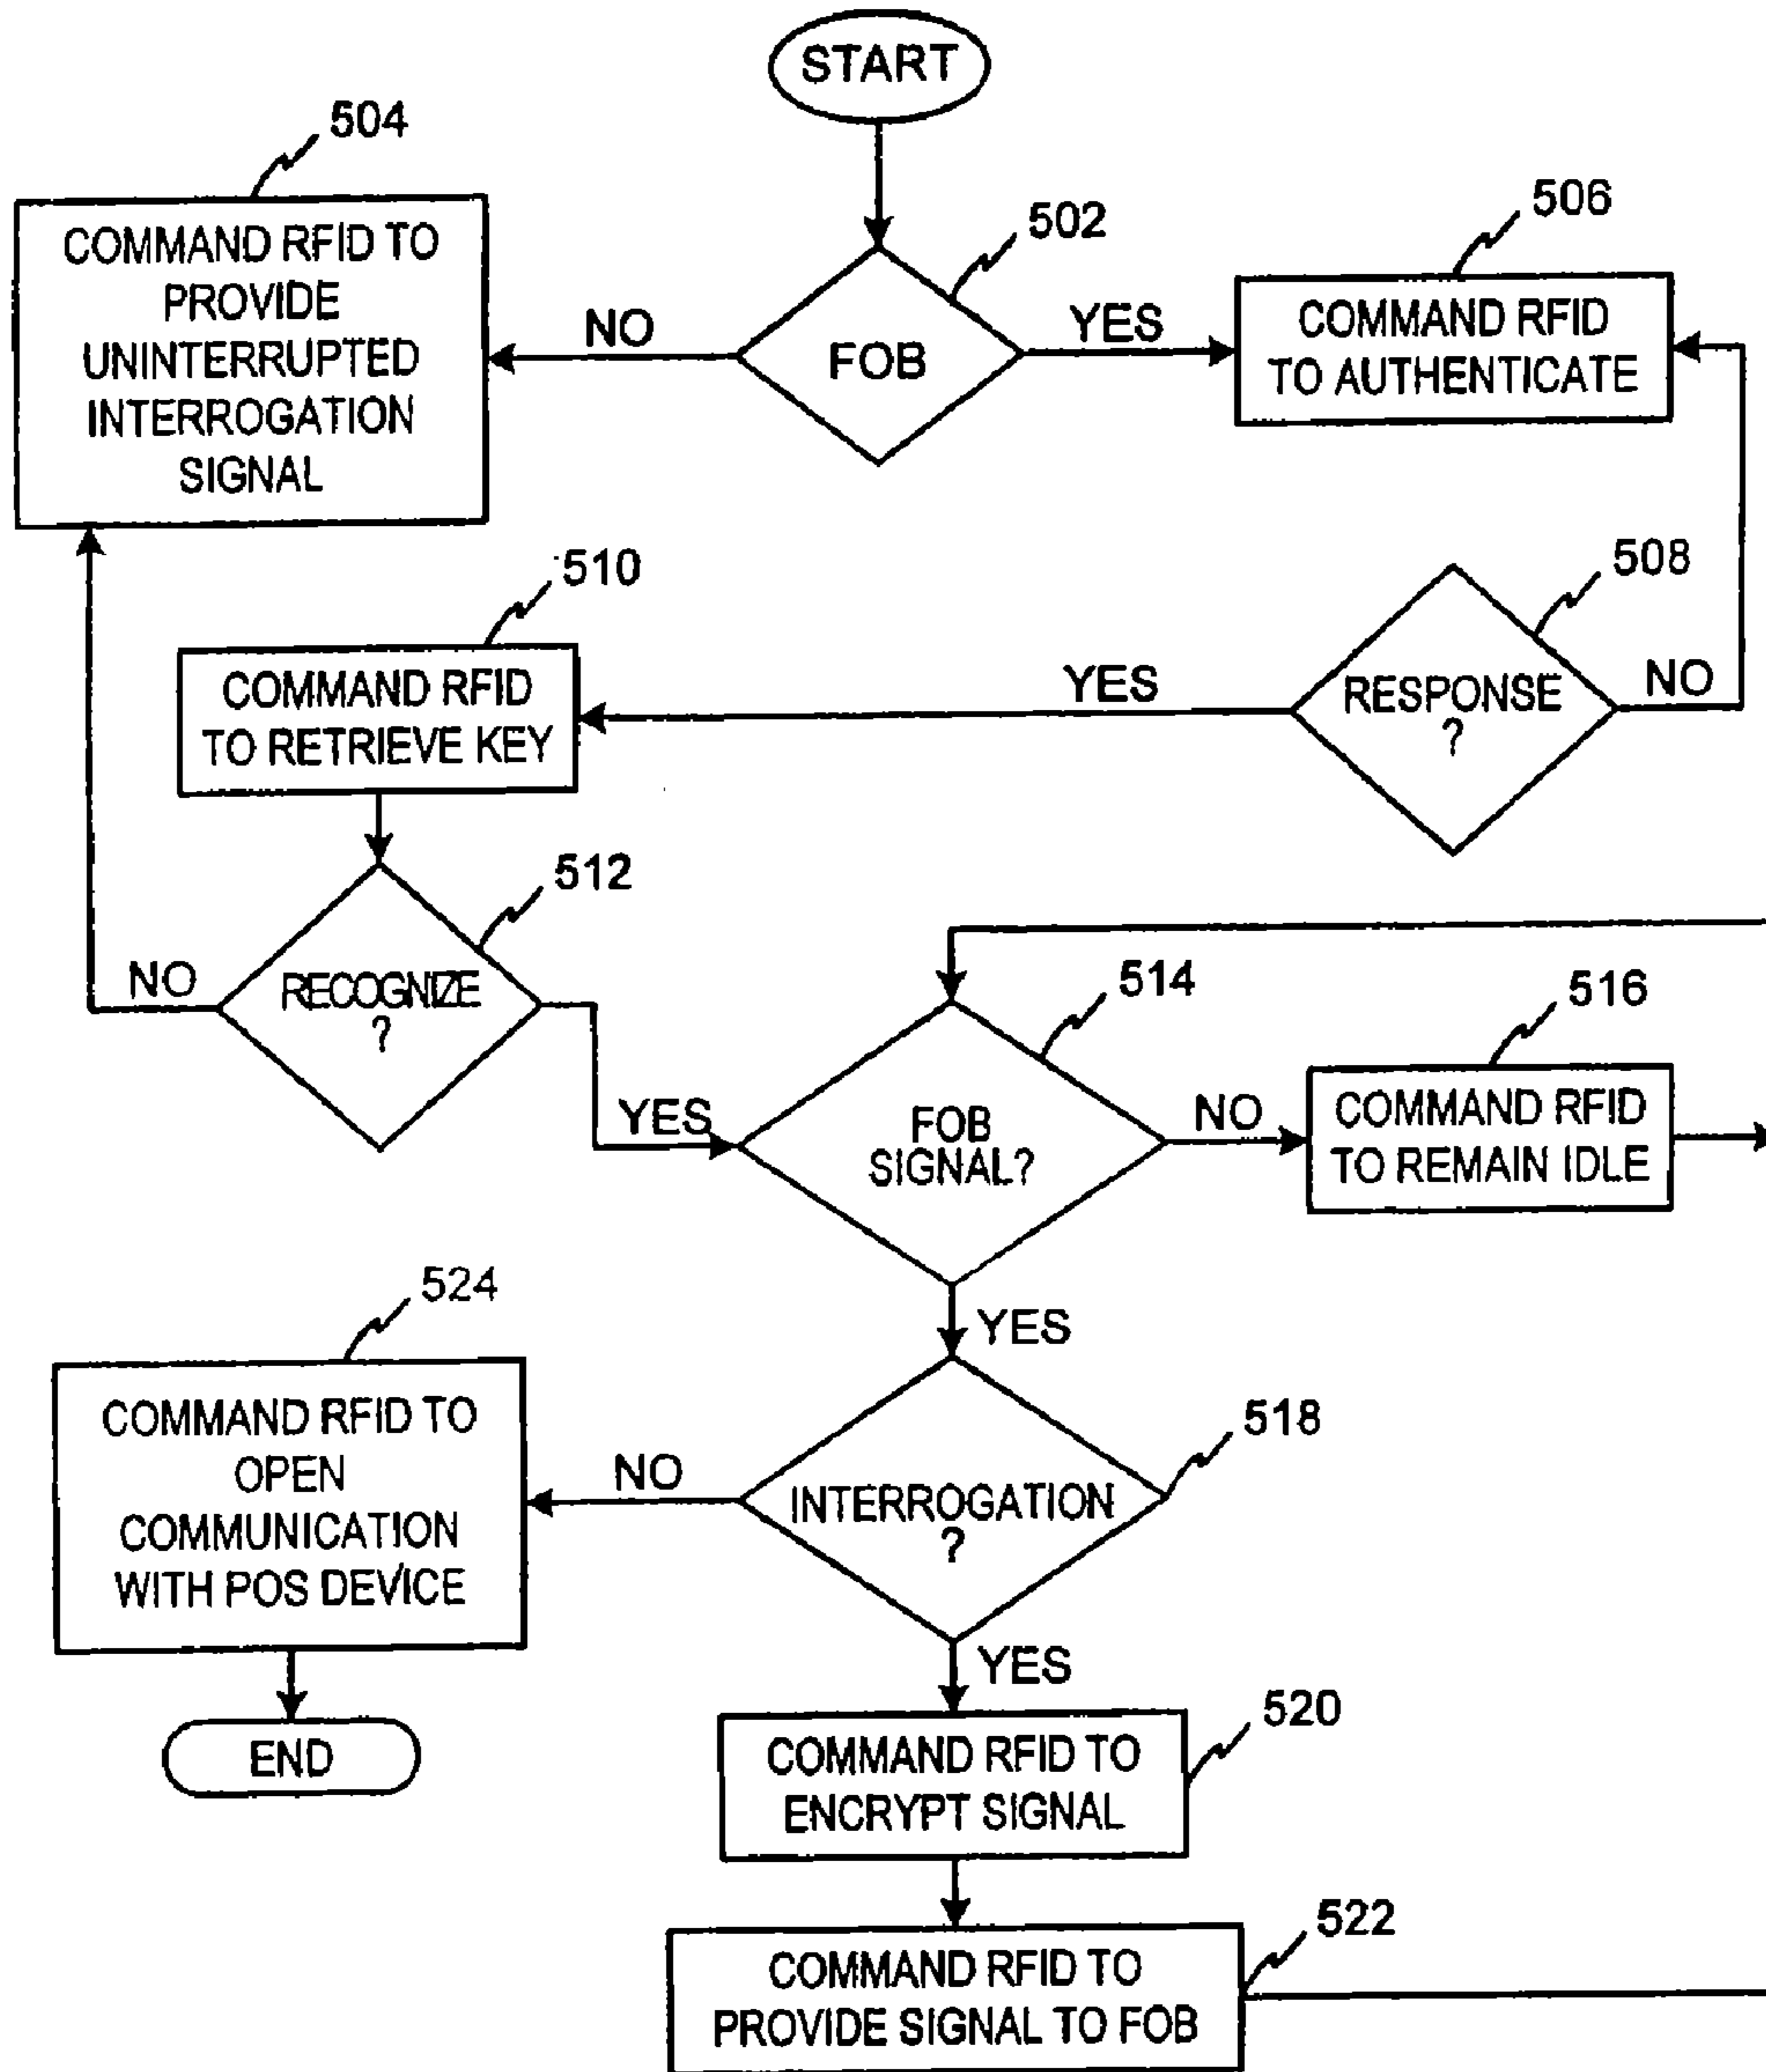 START
504
COMMAND RFID TO
PROVIDE
UNINTERRUPTED
INTERROGATION
SIGNAL
NO
502
FOB
YES
506
COMMAND RFID
TO AUTHENTICATE
510
COMMAND RFID
TO RETRIEVE KEY
YES
508
RESPONSE
?
NO
512
NO
RECOGNIZE
?
YES
514
FOB
SIGNAL?
NO
516
COMMAND RFID
TO REMAIN IDLE
YES
524
COMMAND RFID TO
OPEN
COMMUNICATION
WITH POS DEVICE
NO
518
INTERROGATION
?
YES
END
520
COMMAND RFID TO
ENCRYPT SIGNAL
522
COMMAND RFID TO
PROVIDE SIGNAL TO FOB